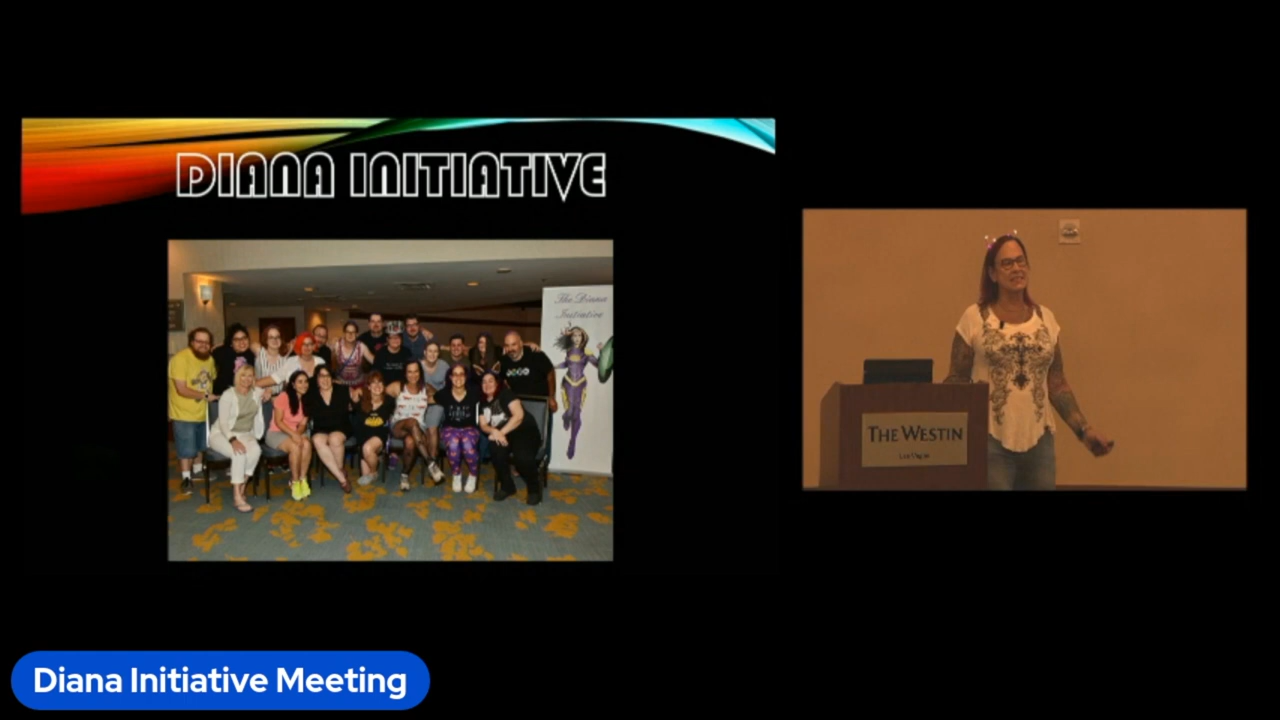 DIANA INITIATIVE
The Diana
Initiative
THE WESTIN
Diana Initiative Meeting